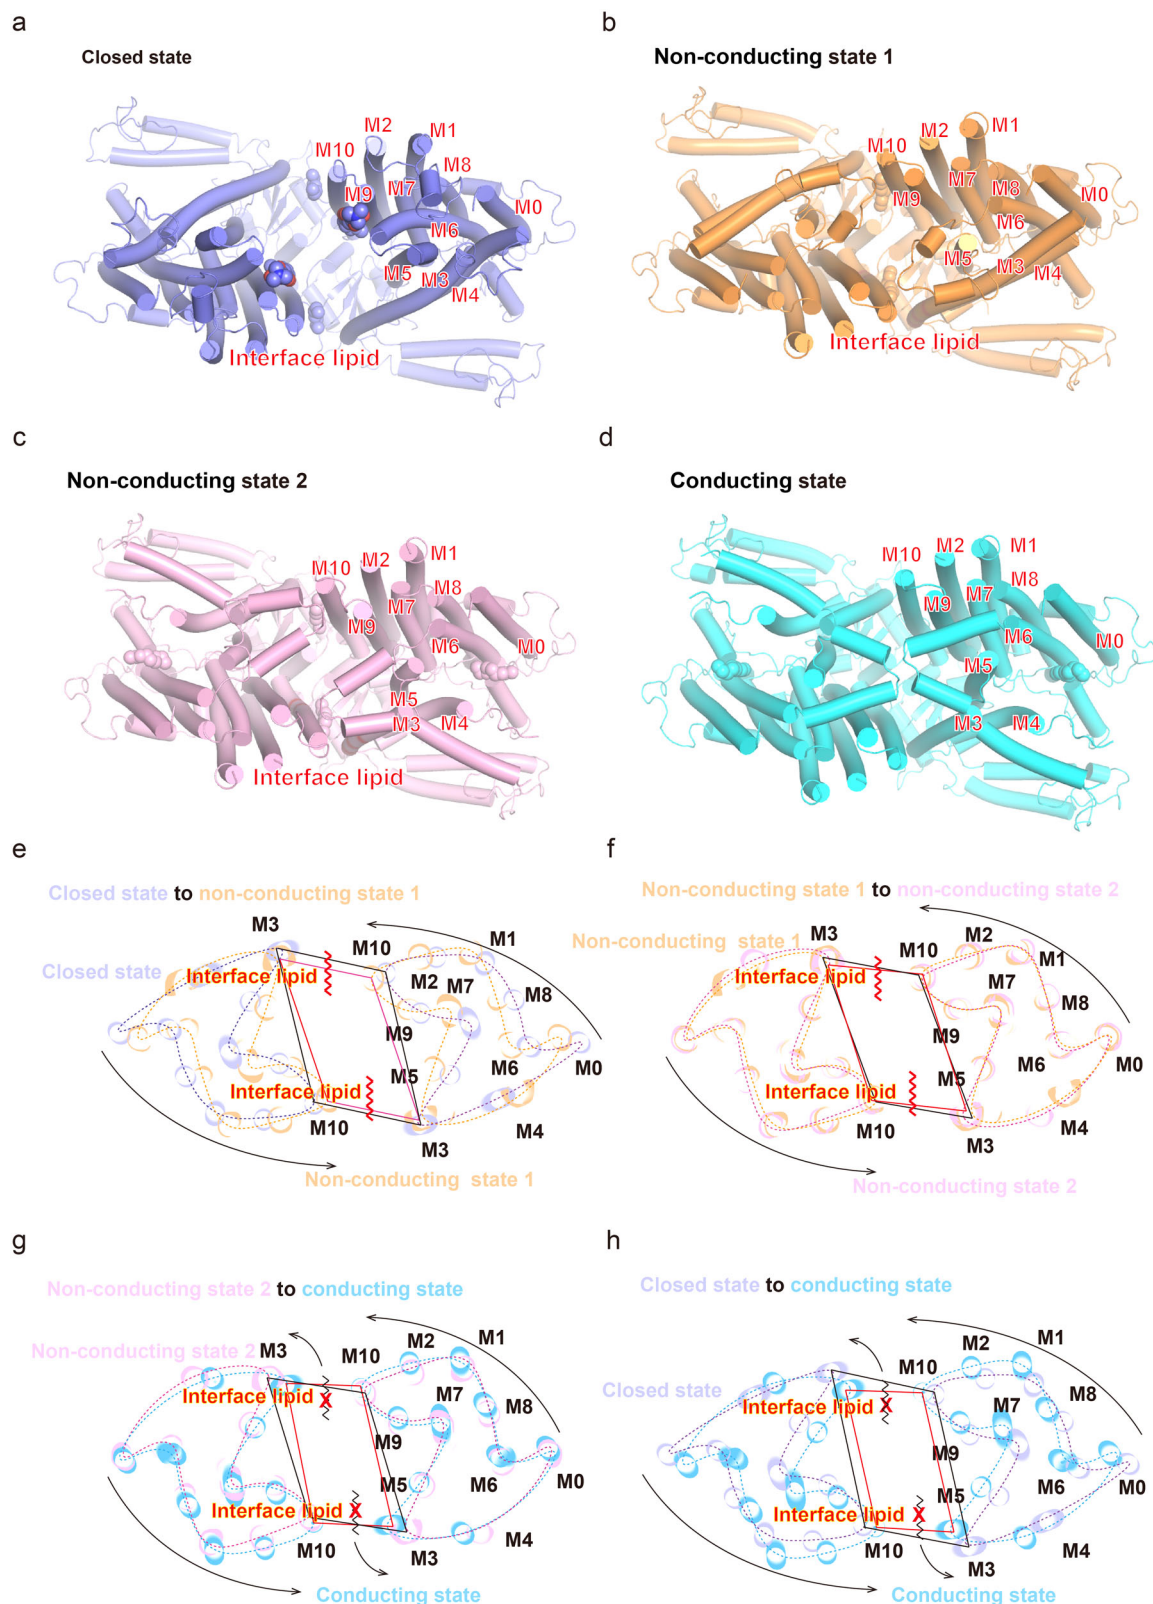 a
Closed state
M2
M1
M10
M8
M9
M7
M0
M6
M5
M3
M4
Interface lipid
b
Non-conducting state 1
M1
M2
M10
M7
M8
M9
M0
M6
M5
M3
M4
Interface lipid
c
Non-conducting state 2
M1
M2
M10
M8
M7
M9
M6
M0
M5
M3
M4
Interface lipid
d
Conducting state
M2
M1
M10
M8
M7
M9
M6
M0
M5
M3
M4
e
Closed state to non-conducting state 1
M3
M10
M1
Closed state
Interface lipid
M2
M7
M8
M9
M6
M0
M5
Interface lipid
M10
M3
M4
Non-conducting state 1
f
Non-conducting state 1 to non-conducting state 2
Non-conducting state 1
M3
M10
M2
M1
Interface lipid
M7
M8
M9
M6
M0
M5
Interface lipid
M10
M3
M4
Non-conducting state 2
g
Non-conducting state 2 to conducting state
Non-conducting state 2
M3
M10
M2
M1
Interface lipid
X
M7
M8
M9
M6
M0
M5
Interface lipid
X
M10
M3
M4
Conducting state
h
Closed state to conducting state
Closed state
M10
M2
M1
Interface lipid
X
M7
M8
M9
M6
M0
M5
Interface lipid
X
M10
M3
M4
Conducting state